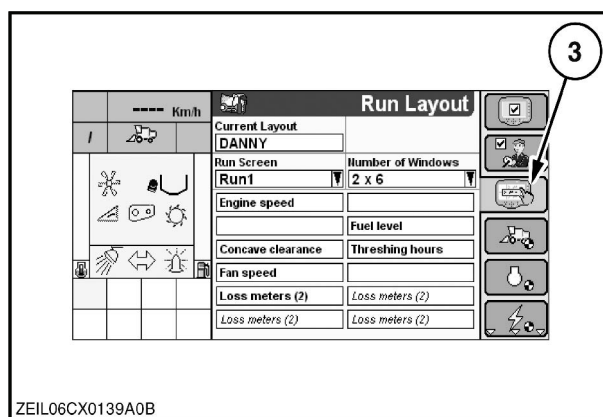 3
---- Km/h
Run Layout
Current Layout
DANNY
Run Screen
Number of Windows
Run1
2 x 6
Engine speed
Fuel level
Concave clearance
Threshing hours
Fan speed
Loss meters (2)
Loss meters (2)
Loss meters (2)
Loss meters (2)
ZEIL06CX0139A0B